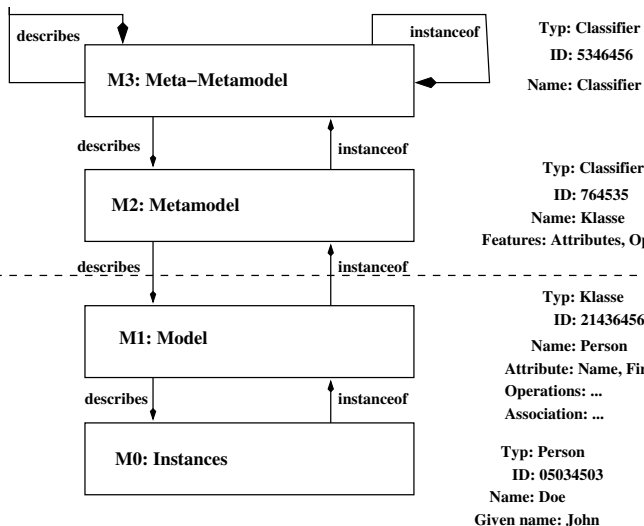 describes
instanceof
Typ: Classifier
ID: 5346456
Name: Classifier
M3: Meta-Metamodel
describes
instanceof
Typ: Classifier
ID: 764535
Name: Klasse
Features: Attributes, Op
M2: Metamodel
describes
instanceof
Typ: Klasse
ID: 21436456
Name: Person
Attribute: Name, Fir
Operations: ...
Association: ...
M1: Model
describes
instanceof
Typ: Person
ID: 05034503
Name: Doe
Given name: John
M0: Instances